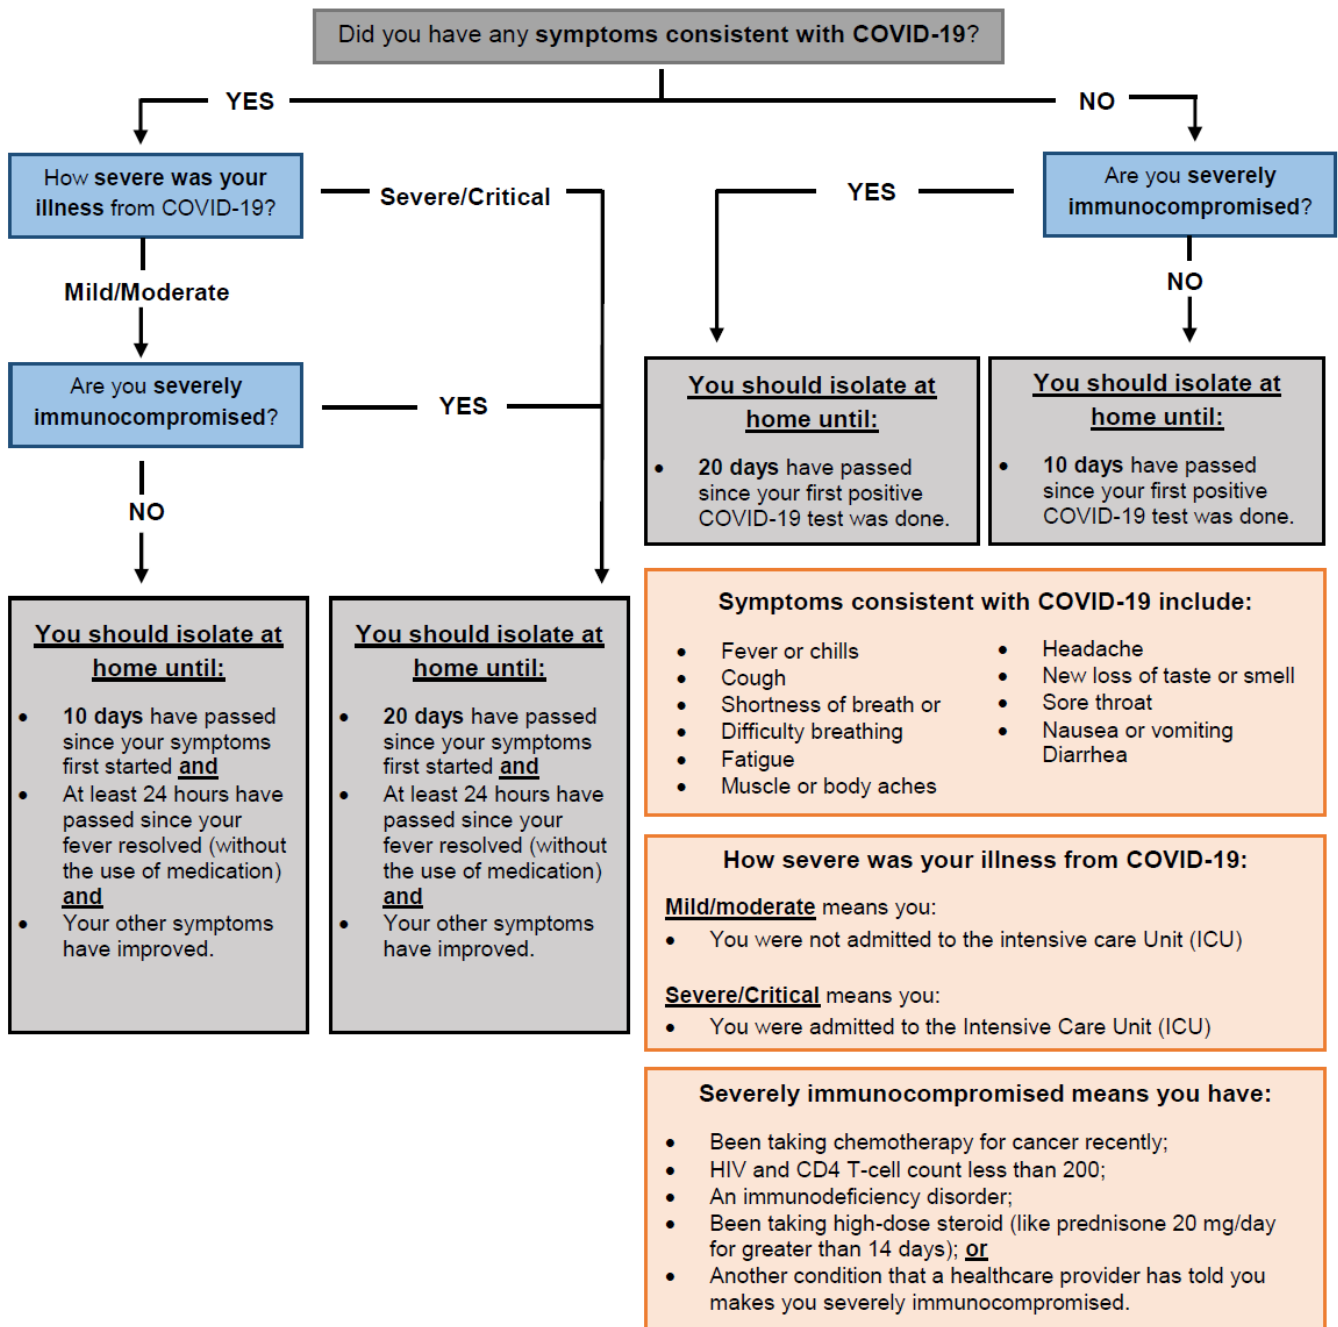 Did you have any symptoms consistent with COVID-19?
YES
NO
How severe was your
illness from COVID-19?
Severe/Critical
YES
Are you severely
immunocompromised?
Mild/Moderate
NO
Are you severely
immunocompromised?
YES
NO
You should isolate at
home until:
• 20 days have passed
since your first positive
COVID-19 test was done.
You should isolate at
home until:
• 10 days have passed
since your first positive
COVID-19 test was done.
You should isolate at
home until:
• 10 days have passed
since your symptoms
first started and
• At least 24 hours have
passed since your
fever resolved (without
the use of medication)
and
• Your other symptoms
have improved.
You should isolate at
home until:
• 20 days have passed
since your symptoms
first started and
• At least 24 hours have
passed since your
fever resolved (without
the use of medication)
and
• Your other symptoms
have improved.
Symptoms consistent with COVID-19 include:
• Fever or chills
• Cough
• Shortness of breath or
• Difficulty breathing
• Fatigue
• Muscle or body aches
• Headache
• New loss of taste or smell
• Sore throat
• Nausea or vomiting
Diarrhea
How severe was your illness from COVID-19:
Mild/moderate means you:
• You were not admitted to the intensive care Unit (ICU)
Severe/Critical means you:
• You were admitted to the Intensive Care Unit (ICU)
Severely immunocompromised means you have:
• Been taking chemotherapy for cancer recently;
• HIV and CD4 T-cell count less than 200;
• An immunodeficiency disorder;
• Been taking high-dose steroid (like prednisone 20 mg/day
for greater than 14 days); or
• Another condition that a healthcare provider has told you
makes you severely immunocompromised.